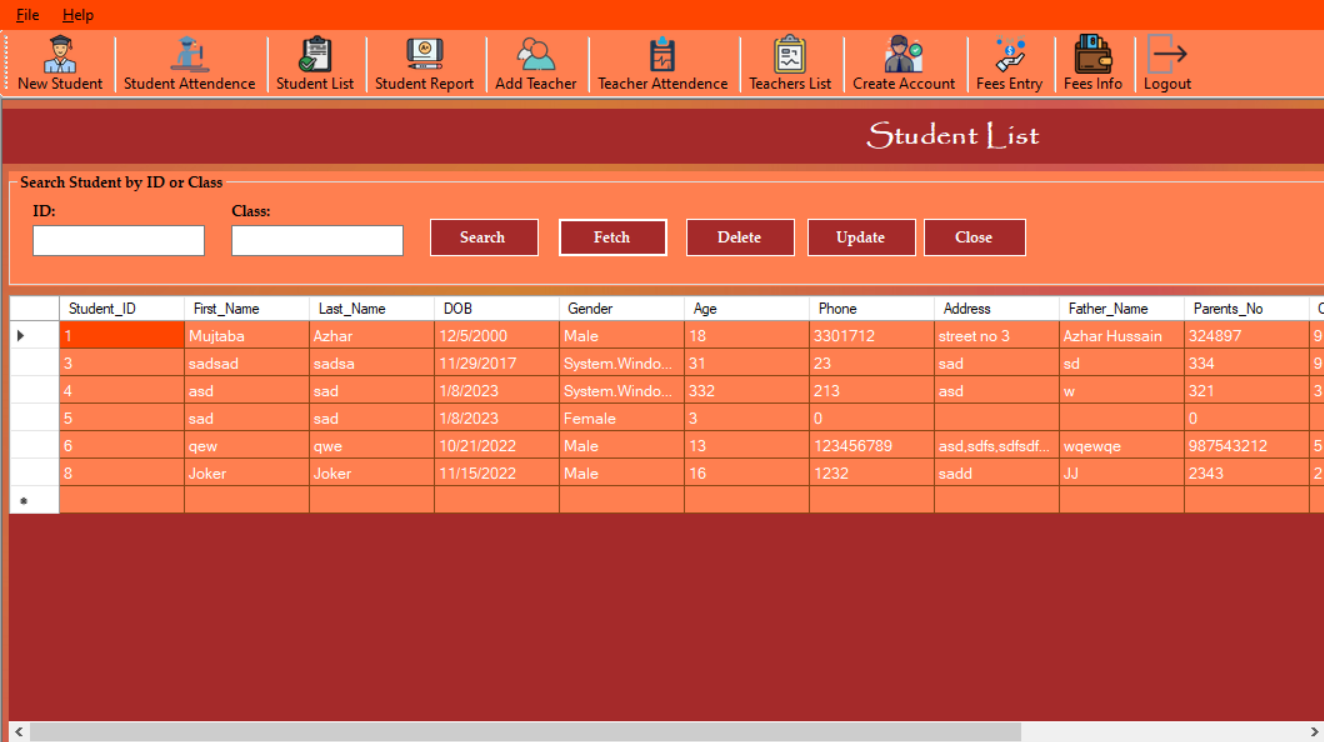 File Help
New Student Student Attendence Student List Student Report Add Teacher Teacher Attendence Teachers List Create Account Fees Entry Fees Info Logout
Student List
Search Student by ID or Class
ID: Class:
Search Fetch Delete Update Close
Student_ID First_Name Last_Name DOB Gender Age Phone Address Father_Name Parents_No C
1 Mujtaba Azhar 12/5/2000 Male 18 3301712 street no 3 Azhar Hussain 324897 9
3 sadsad sadsa 11/29/2017 System.Windo... 31 23 sad sd 334 9
4 asd sad 1/8/2023 System.Windo... 332 213 asd w 321 3
5 sad sad 1/8/2023 Female 3 0 0
6 qew qwe 10/21/2022 Male 13 123456789 asd,sdfs,sdfsdf... wqewqe 987543212 5
8 Joker Joker 11/15/2022 Male 16 1232 sadd JJ 2343 2